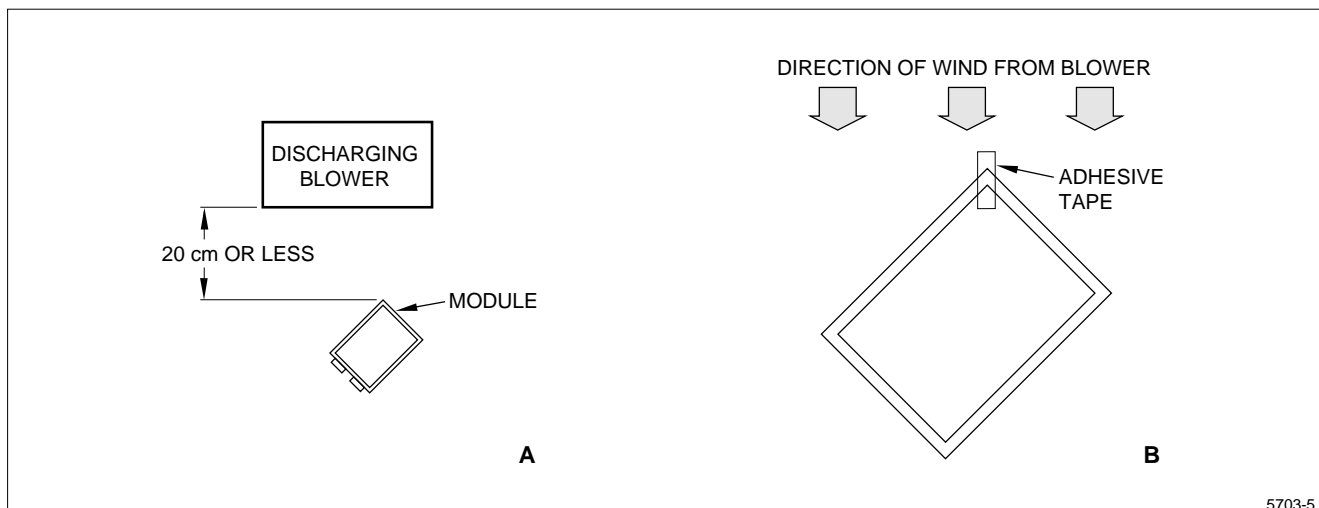 DISCHARGING
BLOWER
20 cm OR LESS
MODULE
A
DIRECTION OF WIND FROM BLOWER
ADHESIVE
TAPE
B
5703-5